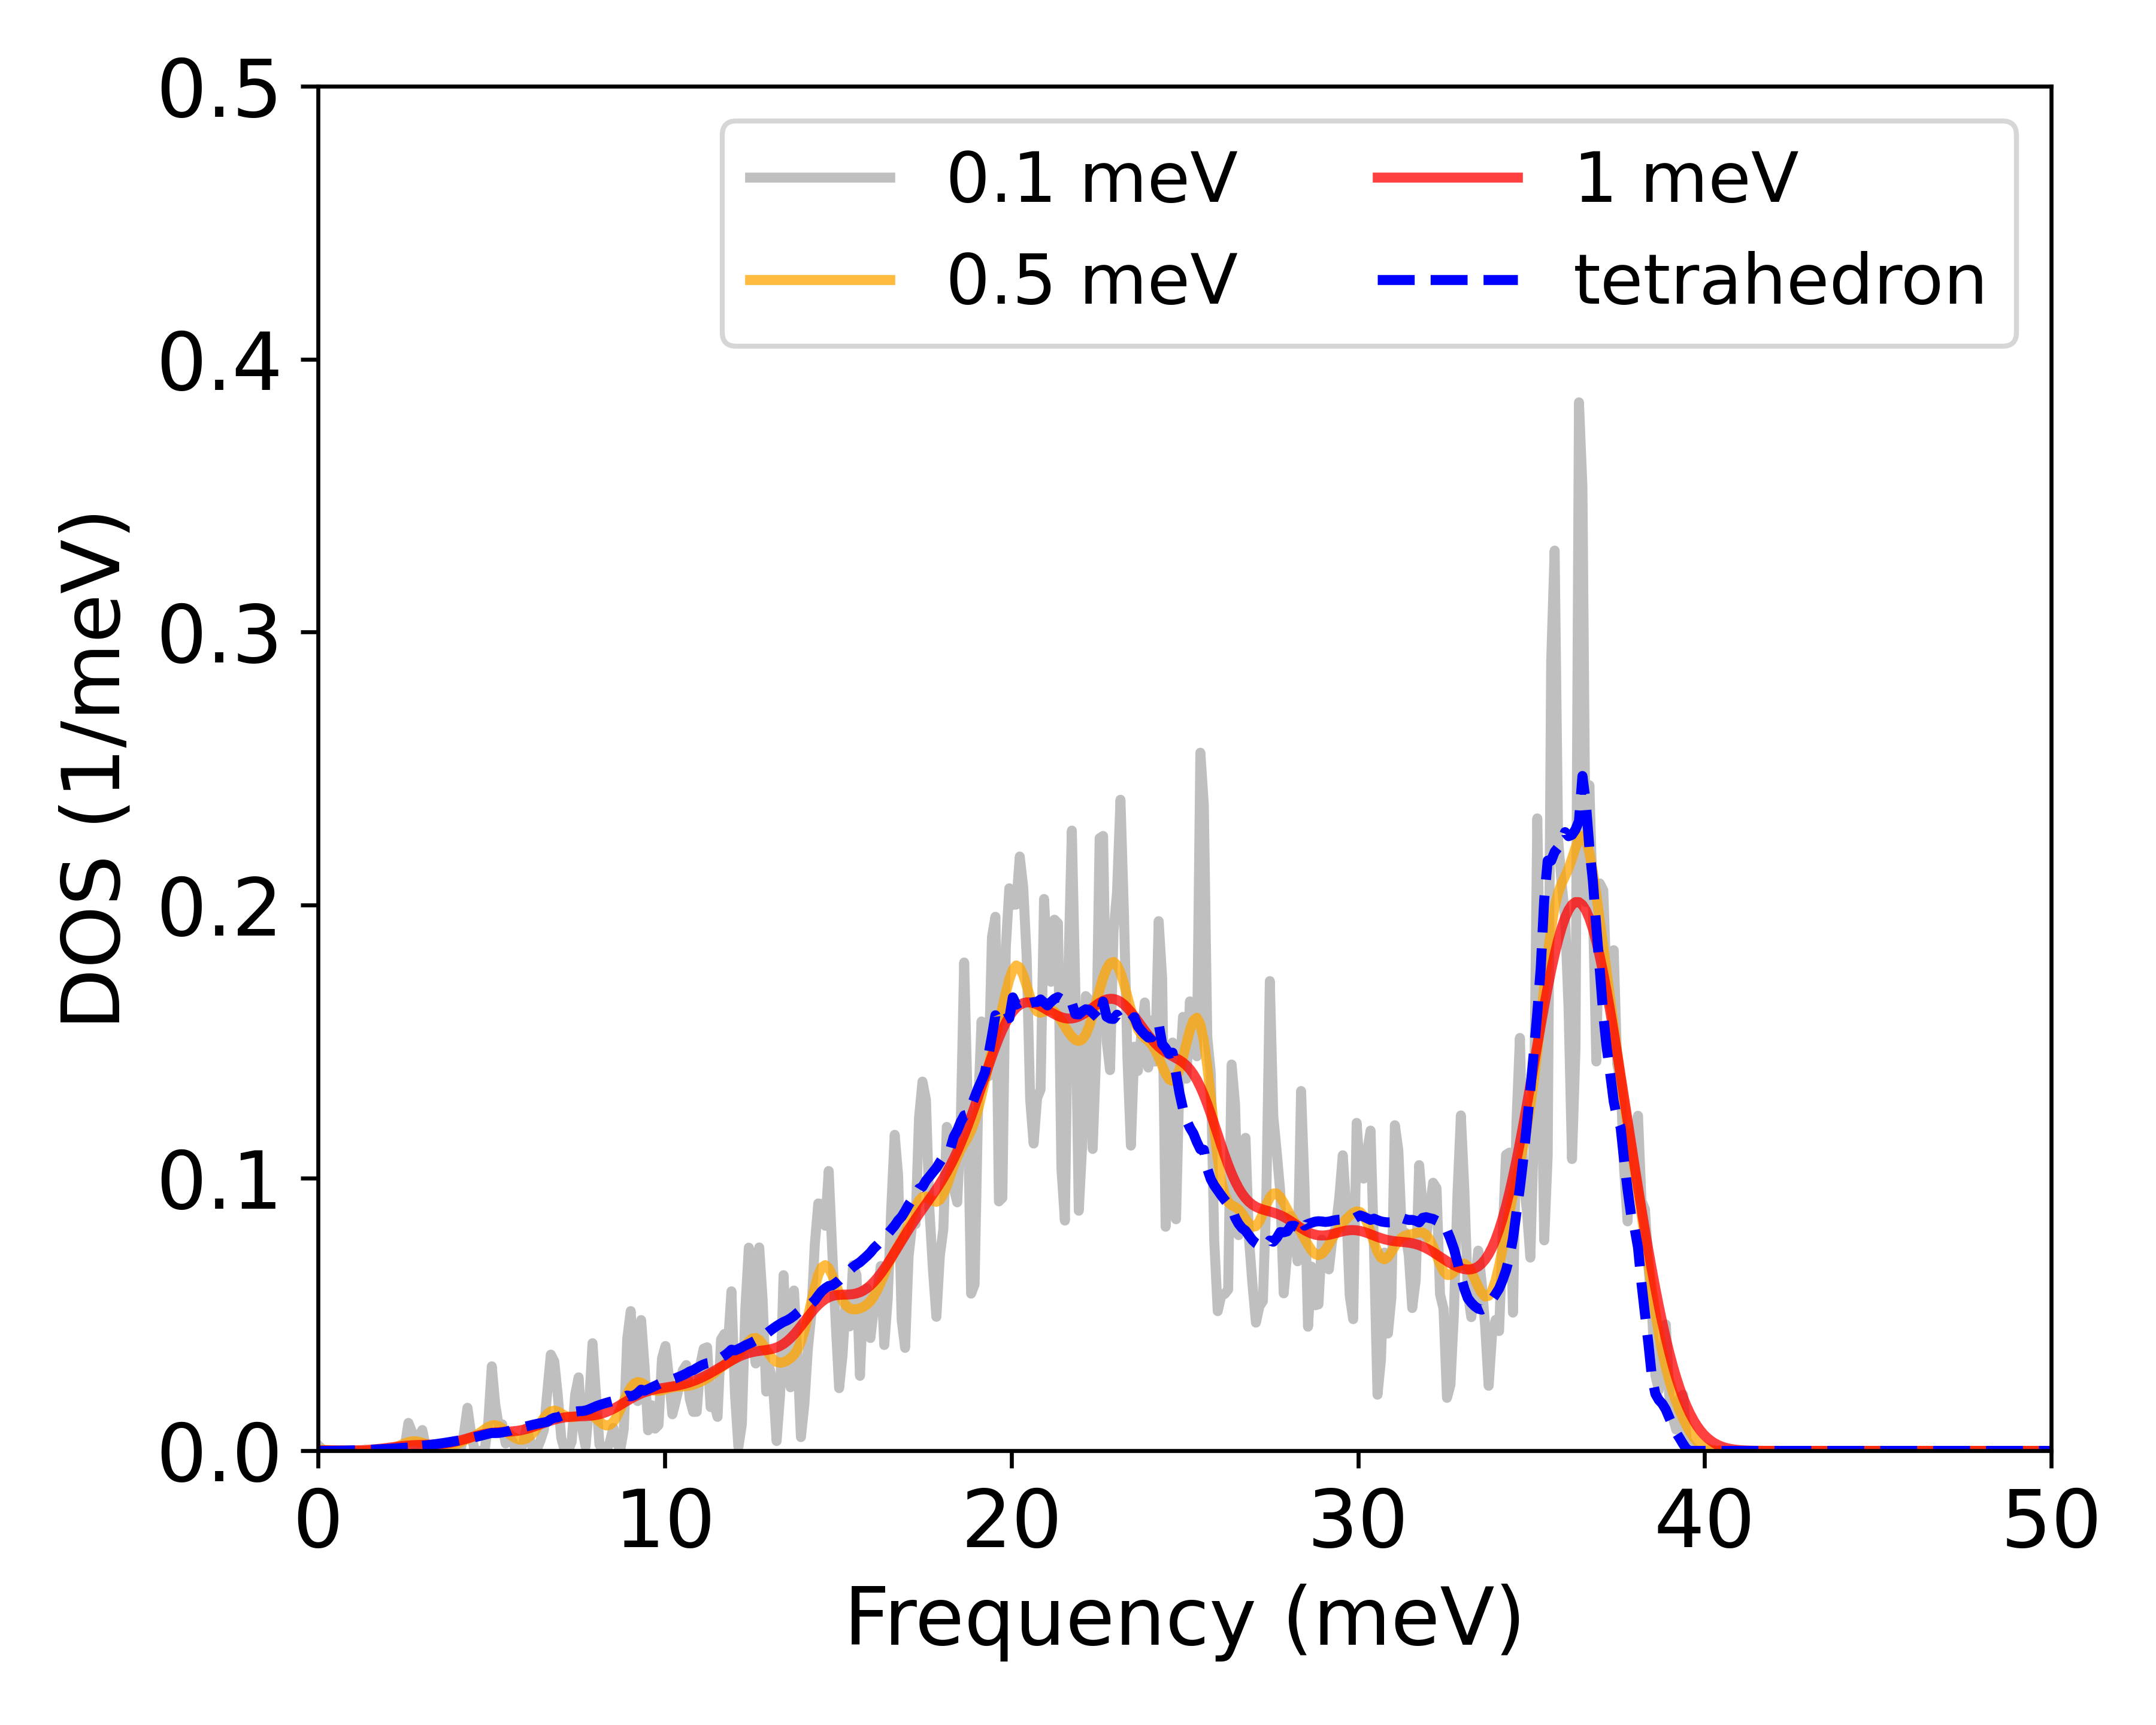 DOS (1/meV)
0.5
0.4
0.3
0.2
0.1
0.0
0.1 meV
0.5 meV
1 meV
tetrahedron
0 10 20 30 40 50
Frequency (meV)